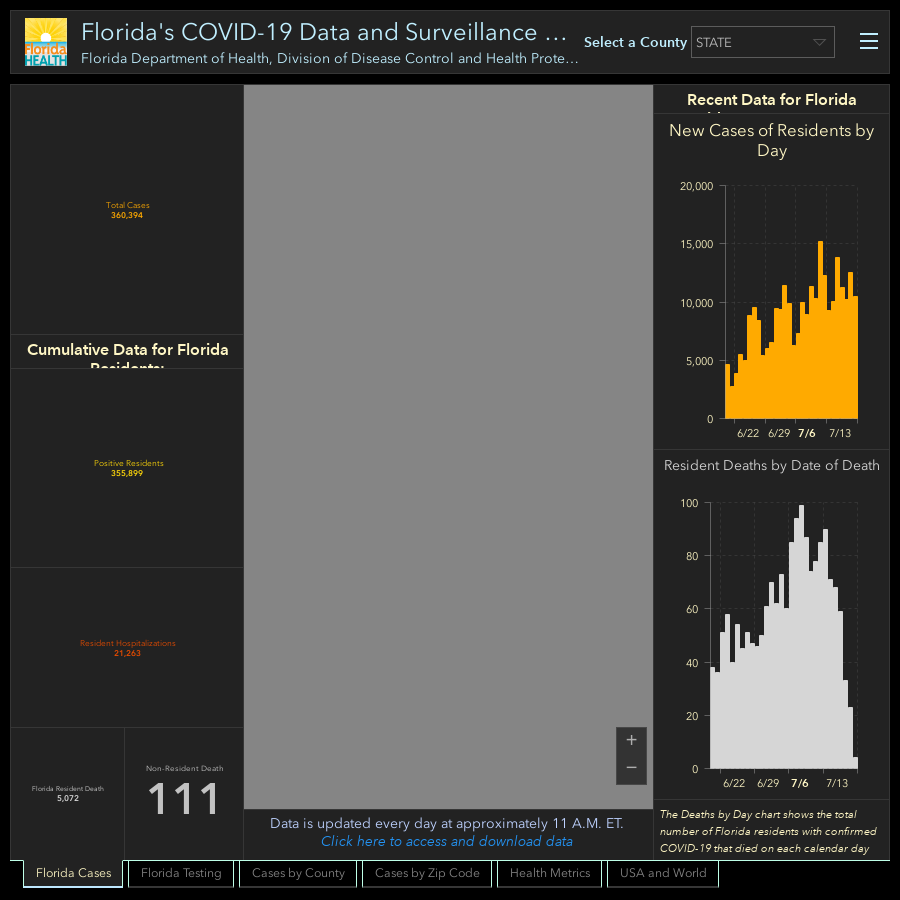 Florida's COVID-19 Data and Surveillance ...
Florida Department of Health, Division of Disease Control and Health Prote...
Florida
HEALTH
Select a County
STATE
Total Cases
360,394
Cumulative Data for Florida
Residents:
Positive Residents
355,899
Resident Hospitalizations
21,263
Florida Resident Death
5,072
Non-Resident Death
111
+
−
Data is updated every day at approximately 11 A.M. ET.
Click here to access and download data
Recent Data for Florida
New Cases of Residents by
Day
20,000
15,000
10,000
5,000
0
6/22 6/29 7/6 7/13
Resident Deaths by Date of Death
100
80
60
40
20
0
6/22 6/29 7/6 7/13
The Deaths by Day chart shows the total
number of Florida residents with confirmed
COVID-19 that died on each calendar day
Florida Cases Florida Testing Cases by County Cases by Zip Code Health Metrics USA and World